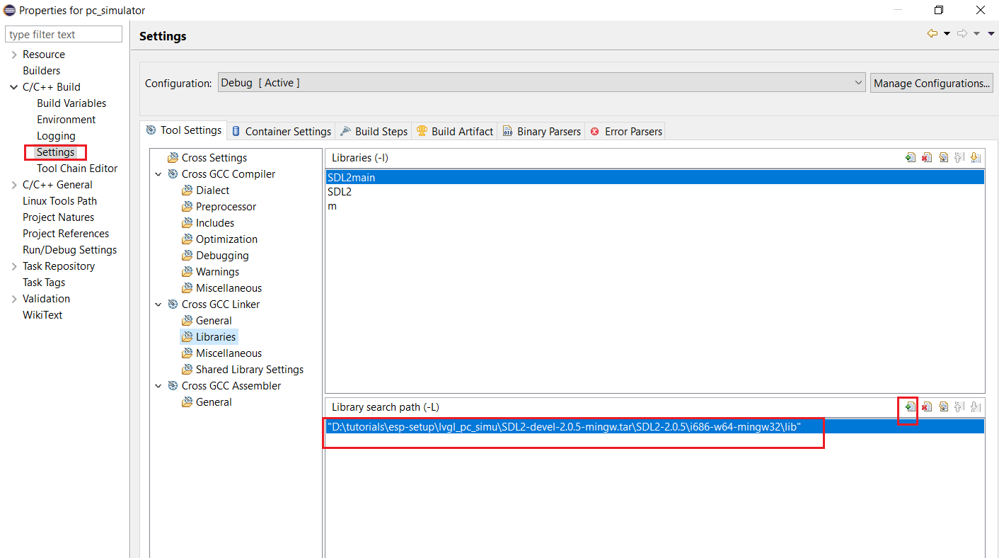 Properties for pc_simulator
type filter text
Resource
Builders
C/C++ Build
Build Variables
Environment
Logging
Settings
Tool Chain Editor
C/C++ General
Linux Tools Path
Project Natures
Project References
Run/Debug Settings
Task Repository
Task Tags
Validation
WikiText
Settings
Configuration:
Debug [ Active ]
Manage Configurations...
Tool Settings
Container Settings
Build Steps
Build Artifact
Binary Parsers
Error Parsers
Cross Settings
Cross GCC Compiler
Dialect
Preprocessor
Includes
Optimization
Debugging
Warnings
Miscellaneous
Cross GCC Linker
General
Libraries
Miscellaneous
Shared Library Settings
Cross GCC Assembler
General
Libraries (-l)
SDL2main
SDL2
m
Library search path (-L)
"D:\tutorials\esp-setup\lvgl_pc_simu\SDL2-devel-2.0.5-mingw.tar\SDL2-2.0.5\i686-w64-mingw32\lib"